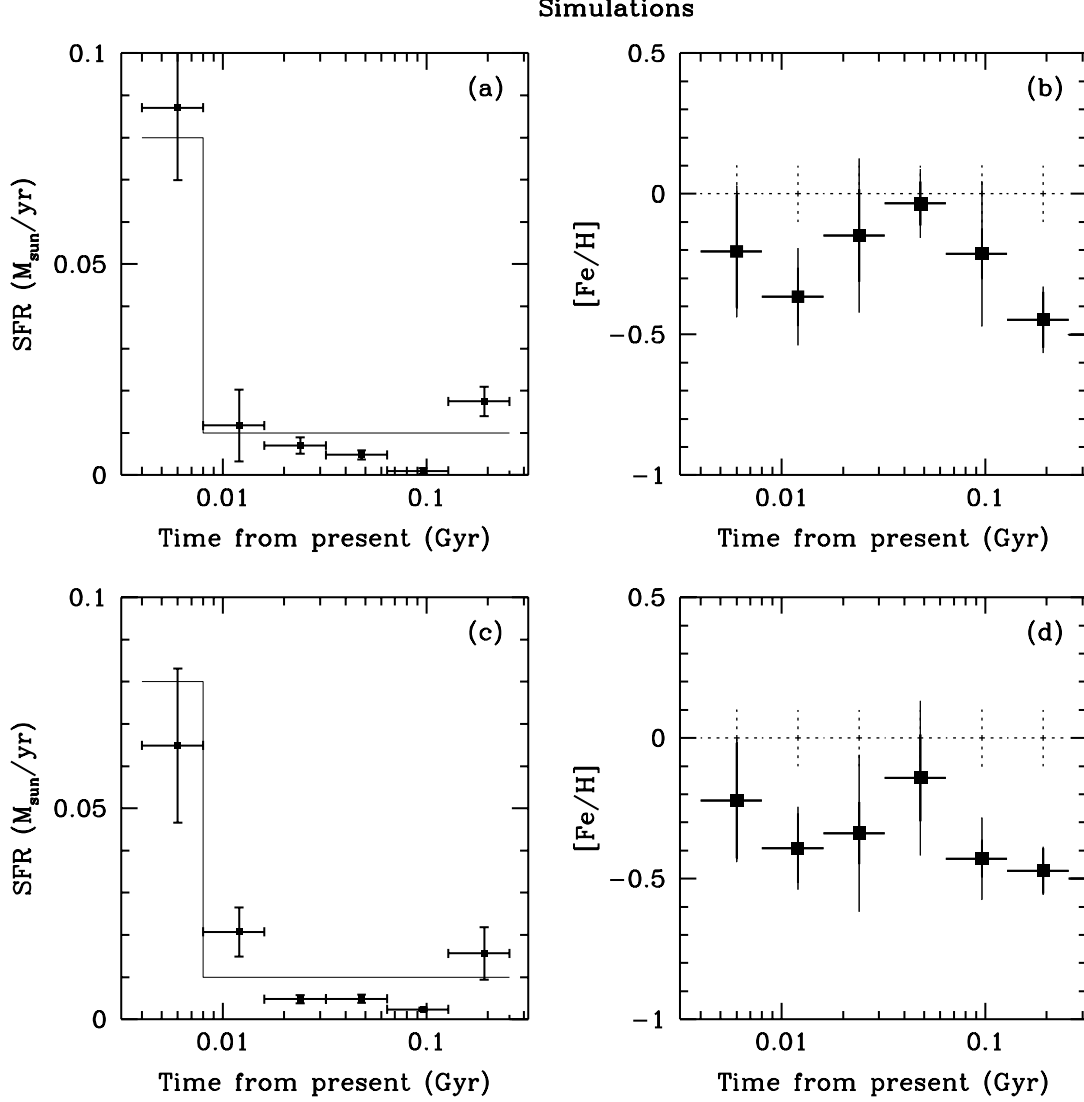 Simulations
0.1
(a)
0.05
0
0.01
0.1
SFR (Msun/yr)
Time from present (Gyr)
0.5
(b)
0
−0.5
−1
0.01
0.1
[Fe/H]
Time from present (Gyr)
0.1
(c)
0.05
0
0.01
0.1
SFR (Msun/yr)
Time from present (Gyr)
0.5
(d)
0
−0.5
−1
0.01
0.1
[Fe/H]
Time from present (Gyr)